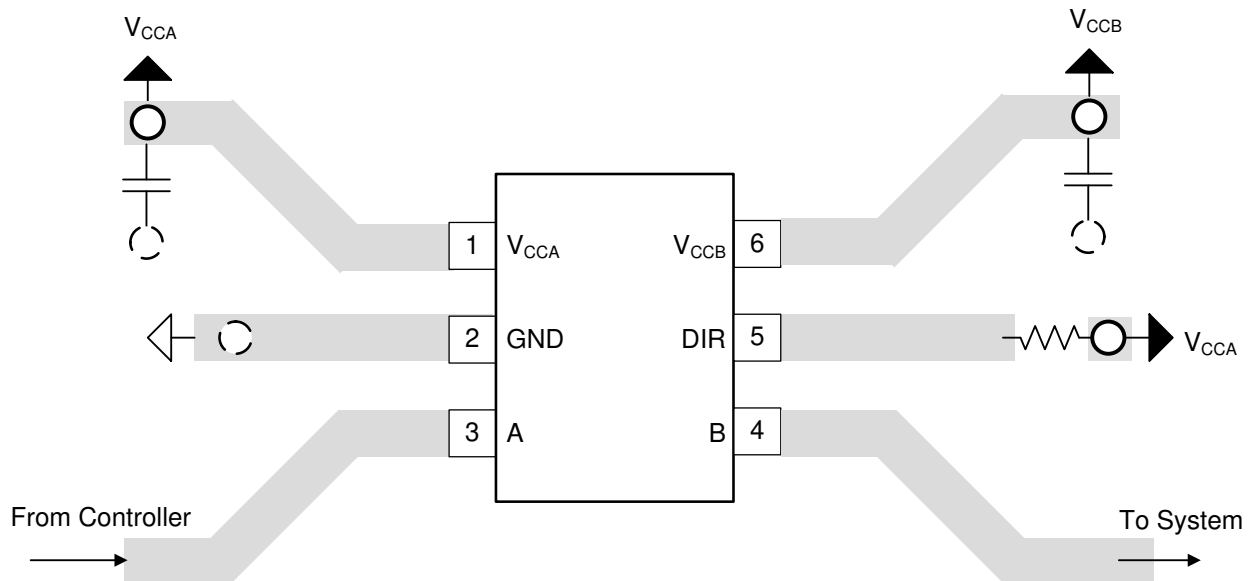 V_CCA
V_CCB
1 V_CCA
V_CCB 6
2 GND
DIR 5
V_CCA
3 A
B 4
From Controller
To System